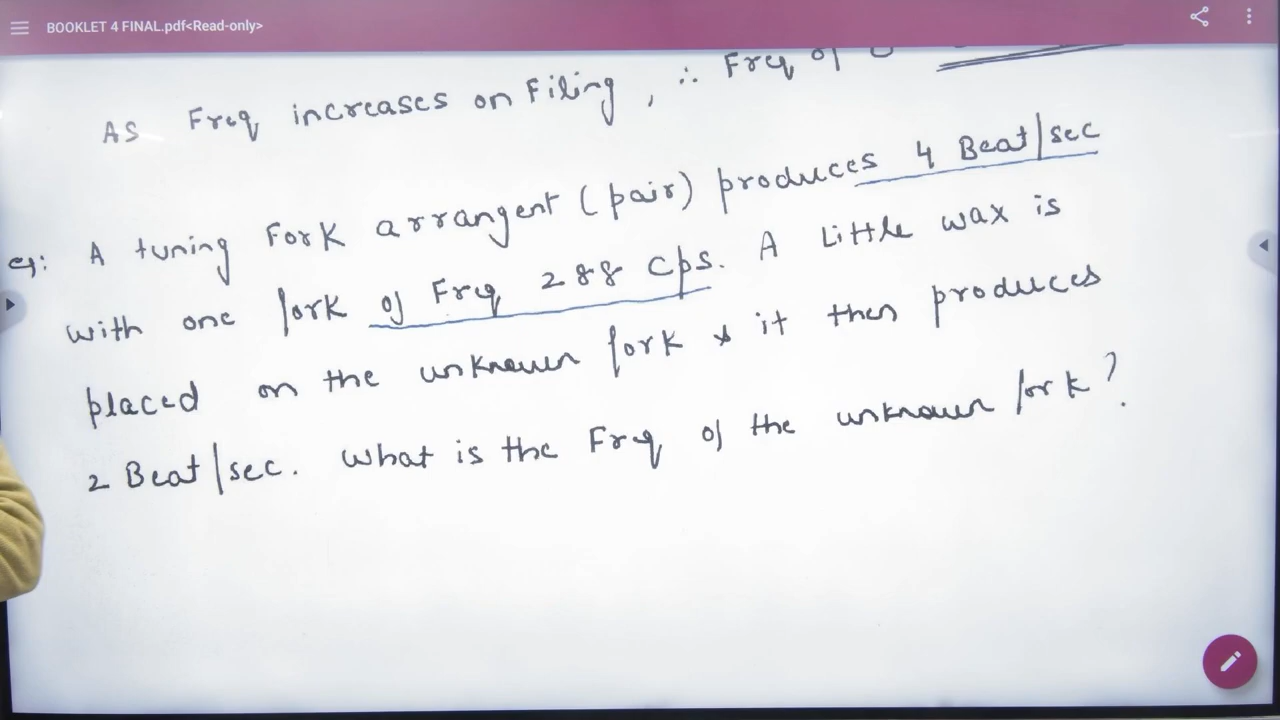 BOOKLET 4 FINAL.pdf<Read-only>
As Freq increases on Filing, ∴ Freq of
eg: A tuning Fork arrangent (pair) produces 4 Beat/sec
with one fork of Frq 288 cps. A Little wax is
placed on the unknown fork & it then produces
2 Beat/sec. What is the Frq of the unknown fork?